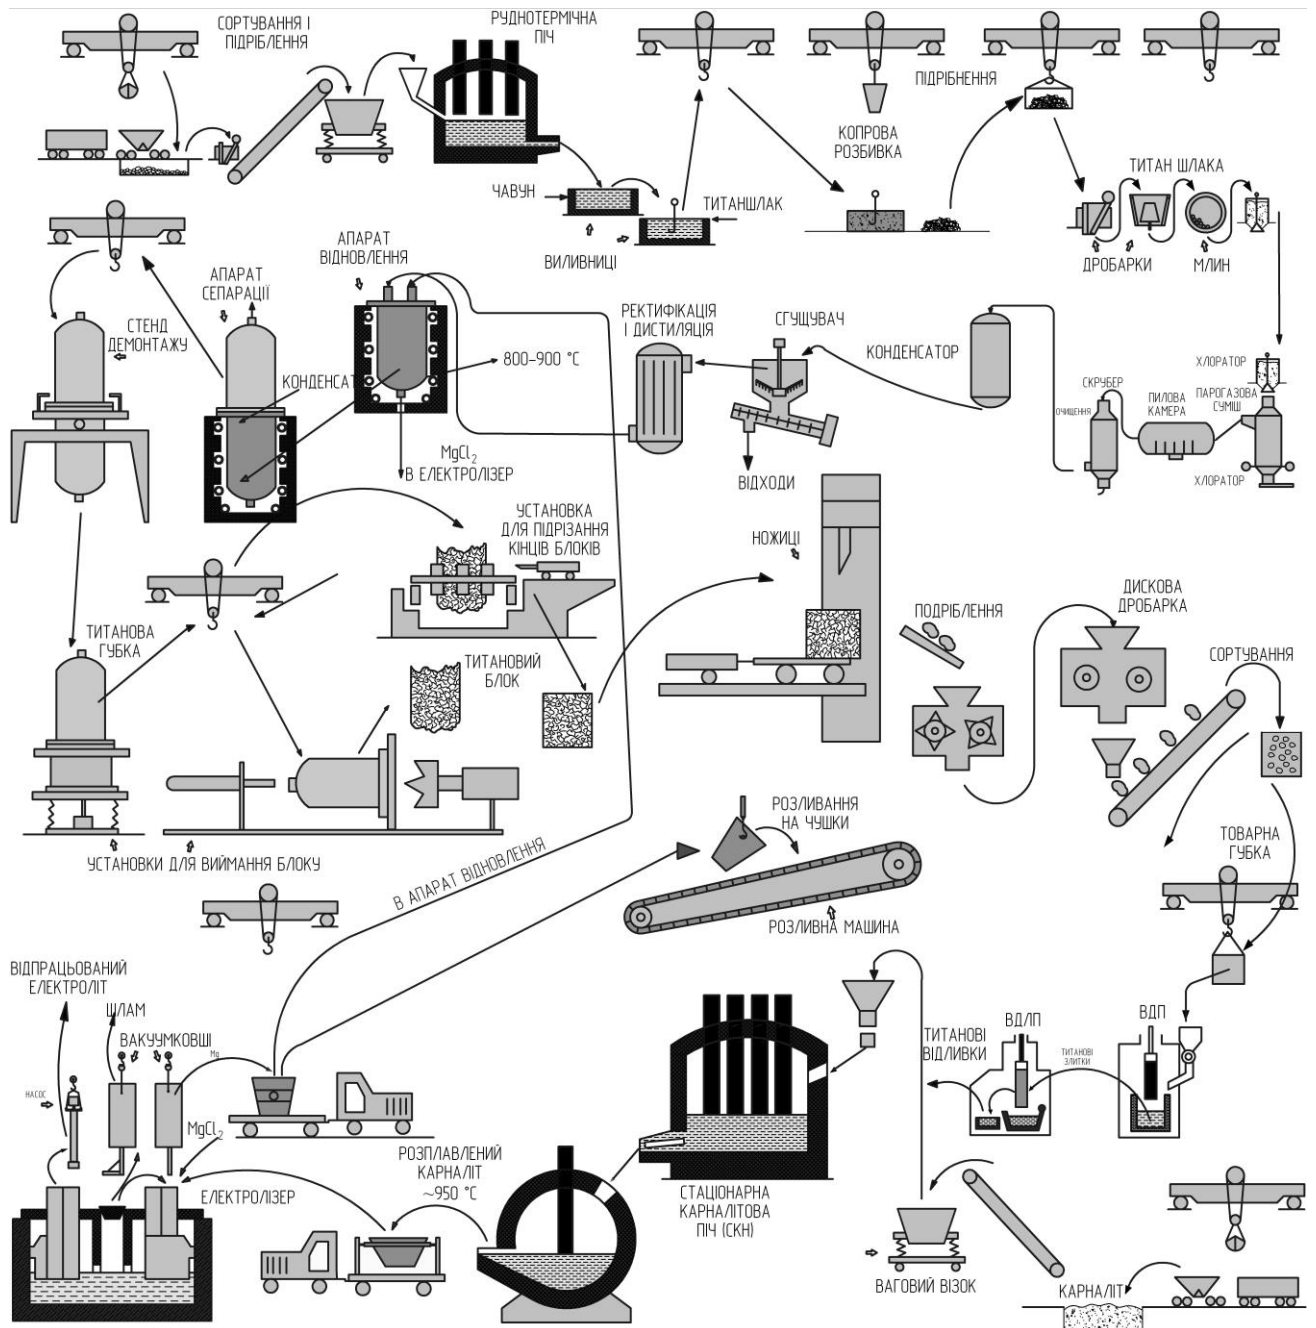 СОРТУВАННЯ І
ПІДРІБЛЕННЯ
РУДНОТЕРМІЧНА
ПІЧ
ПІДРІБНЕННЯ
КОПРОВА
РОЗБИВКА
ЧАВУН
ТИТАНШЛАК
ВИЛИВНИЦІ
ТИТАН ШЛАКА
ДРОБАРКИ
МЛИН
АПАРАТ
ВІДНОВЛЕННЯ
АПАРАТ
СЕПАРАЦІЇ
СТЕНД
ДЕМОНТАЖУ
КОНДЕНСАТ
800-900 °C
MgCl2
В ЕЛЕКТРОЛІЗЕР
РЕКТИФІКАЦІЯ
І ДИСТИЛЯЦІЯ
СГУЩУВАЧ
ВІДХОДИ
КОНДЕНСАТОР
СКРУБЕР
ОЧИЩЕННЯ
ПИЛОВА
КАМЕРА
ХЛОРАТОР
ПАРОГАЗОВА
СУМІШ
ХЛОРАТОР
УСТАНОВКА
ДЛЯ ПІДРІЗАННЯ
КІНЦІВ БЛОКІВ
НОЖИЦІ
ПОДРІБЛЕННЯ
ДИСКОВА
ДРОБАРКА
СОРТУВАННЯ
ТИТАНОВА
ГУБКА
ТИТАНОВИЙ
БЛОК
УСТАНОВКИ ДЛЯ ВИЙМАННЯ БЛОКУ
РОЗЛИВАННЯ
НА ЧУШКИ
РОЗЛИВНА МАШИНА
ТОВАРНА
ГУБКА
В АПАРАТ ВІДНОВЛЕННЯ
ВІДПРАЦЬОВАНИЙ
ЕЛЕКТРОЛІТ
ШЛАМ
ВАКУУМКОВШІ
Mg
НАСОС
MgCl2
ЕЛЕКТРОЛІЗЕР
РОЗПЛАВЛЕНИЙ
КАРНАЛІТ
~950 °C
СТАЦІОНАРНА
КАРНАЛІТОВА
ПІЧ (СКН)
ТИТАНОВІ
ВІДЛИВКИ
ВДЛП
ТИТАНОВІ
ЗЛИТКИ
ВДП
ВАГОВИЙ ВІЗОК
КАРНАЛІТ